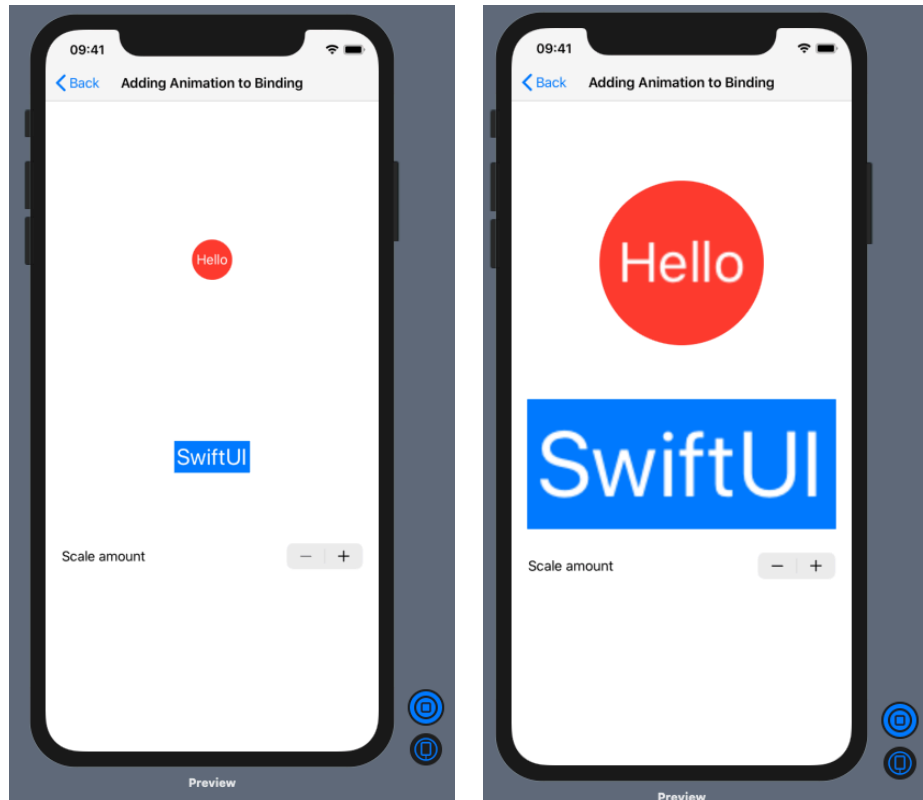 09:41
Back Adding Animation to Binding
Hello
SwiftUI
Scale amount − +
Preview
09:41
Back Adding Animation to Binding
Hello
SwiftUI
Scale amount − +
Preview